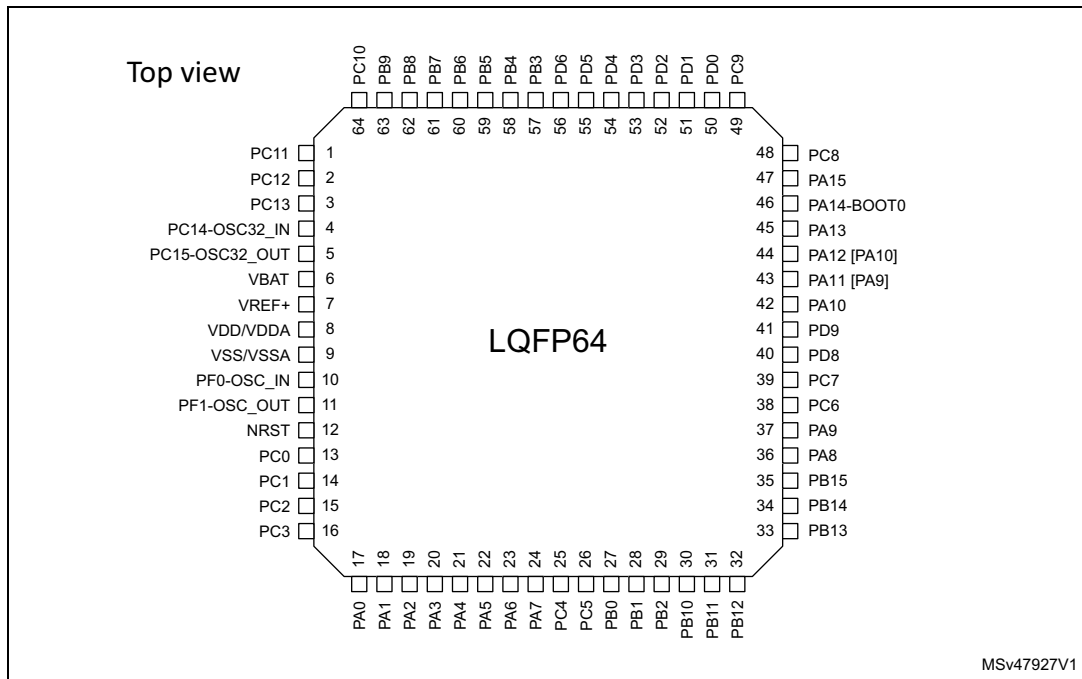 Top view
PC10 PB9 PB8 PB7 PB6 PB5 PB4 PB3 PD6 PD5 PD4 PD3 PD2 PD1 PD0 PC9
64 63 62 61 60 59 58 57 56 55 54 53 52 51 50 49
PC11 1 48 PC8
PC12 2 47 PA15
PC13 3 46 PA14-BOOT0
PC14-OSC32_IN 4 45 PA13
PC15-OSC32_OUT 5 44 PA12 [PA10]
VBAT 6 43 PA11 [PA9]
VREF+ 7 42 PA10
VDD/VDDA 8 41 PD9
LQFP64
VSS/VSSA 9 40 PD8
PF0-OSC_IN 10 39 PC7
PF1-OSC_OUT 11 38 PC6
NRST 12 37 PA9
PC0 13 36 PA8
PC1 14 35 PB15
PC2 15 34 PB14
PC3 16 33 PB13
17 18 19 20 21 22 23 24 25 26 27 28 29 30 31 32
PA0 PA1 PA2 PA3 PA4 PA5 PA6 PA7 PC4 PC5 PB0 PB1 PB2 PB10 PB11 PB12
MSv47927V1